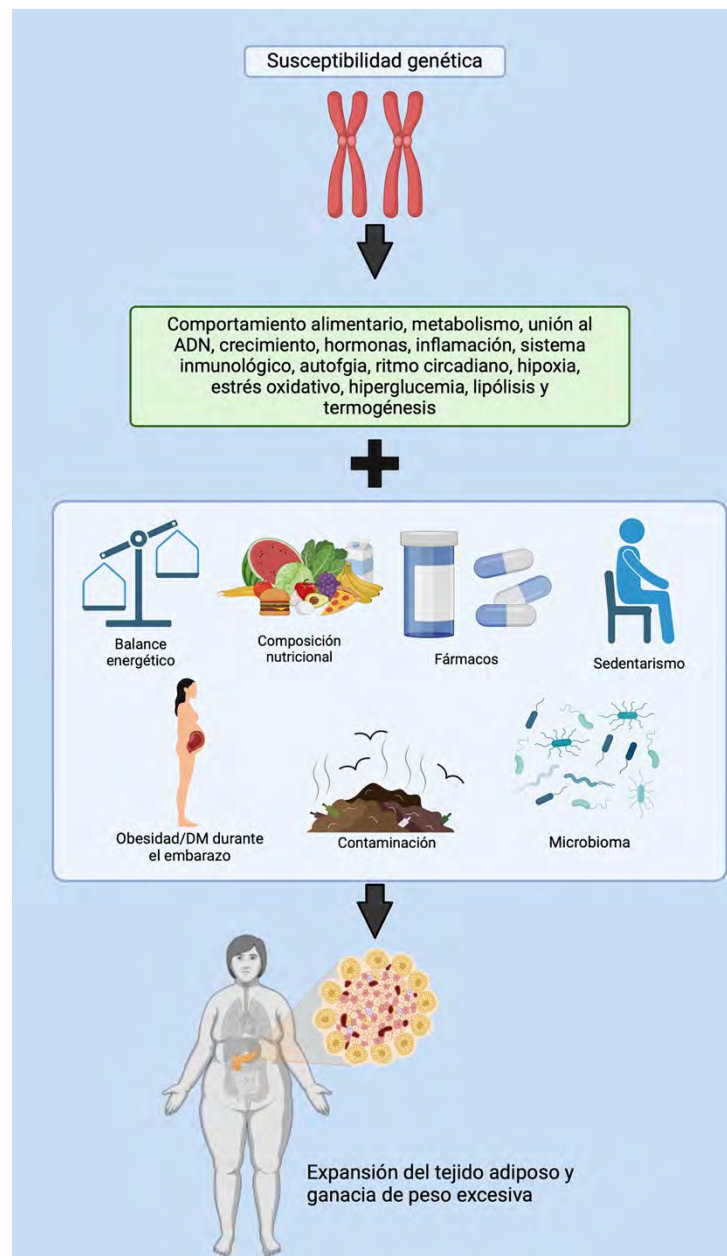 Susceptibilidad genética
Comportamiento alimentario, metabolismo, unión al
ADN, crecimiento, hormonas, inflamación, sistema
inmunológico, autofgia, ritmo circadiano, hipoxia,
estrés oxidativo, hiperglucemia, lipólisis y
termogénesis
Balance
energético
Composición
nutricional
Fármacos
Sedentarismo
Obesidad/DM durante
el embarazo
Contaminación
Microbioma
Expansión del tejido adiposo y
ganacia de peso excesiva